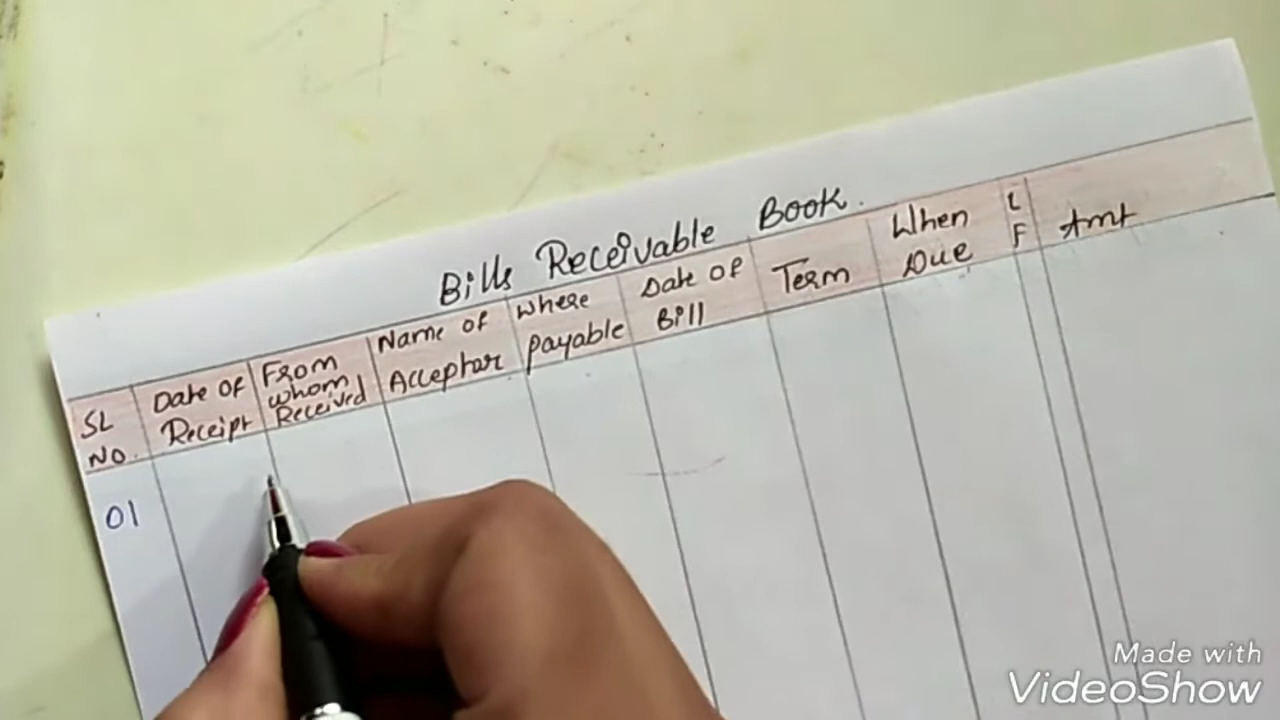 Bills Receivable Book.
SL
No.
Date of
Receipt
From
whom
Received
Name of
Acceptor
Where
payable
Date of
Bill
Term
When
Due
L
F
Amt
01
Made with
VideoShow